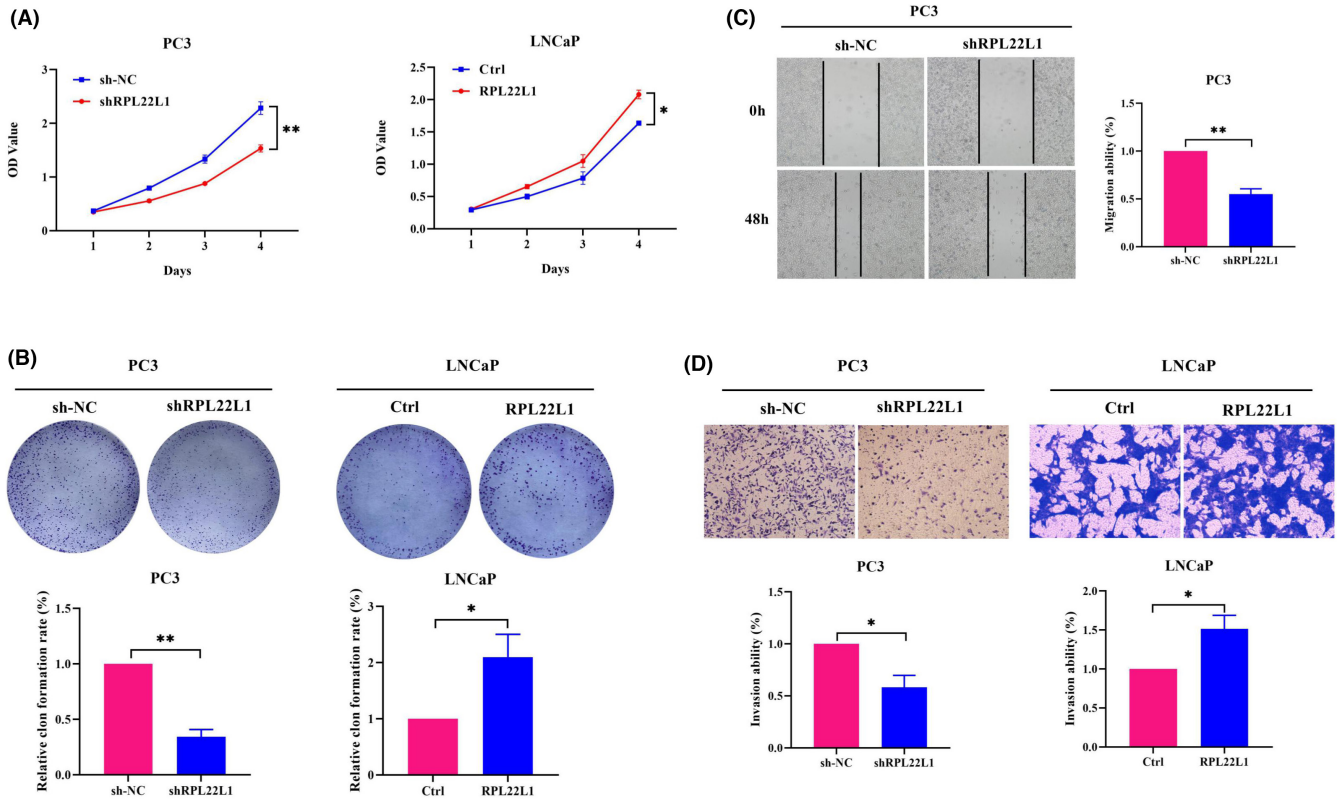 (A)
PC3
OD Value
3
2
1
0
sh-NC
shRPL22L1
**
1 2 3 4
Days
LNCaP
OD Value
2.5
2.0
1.5
1.0
0.5
0.0
Ctrl
RPL22L1
*
1 2 3 4
Days
(B)
PC3
sh-NC shRPL22L1
LNCaP
Ctrl RPL22L1
PC3
Relative clon formation rate (%)
1.5
1.0
0.5
0.0
**
sh-NC shRPL22L1
LNCaP
Relative clon formation rate (%)
3
2
1
0
*
Ctrl RPL22L1
(C)
PC3
sh-NC shRPL22L1
0h
48h
PC3
Migration ability (%)
1.5
1.0
0.5
0.0
**
sh-NC shRPL22L1
(D)
PC3
sh-NC shRPL22L1
LNCaP
Ctrl RPL22L1
PC3
Invasion ability (%)
1.5
1.0
0.5
0.0
*
sh-NC shRPL22L1
LNCaP
Invasion ability (%)
2.0
1.5
1.0
1.5
0.0
*
Ctrl RPL22L1